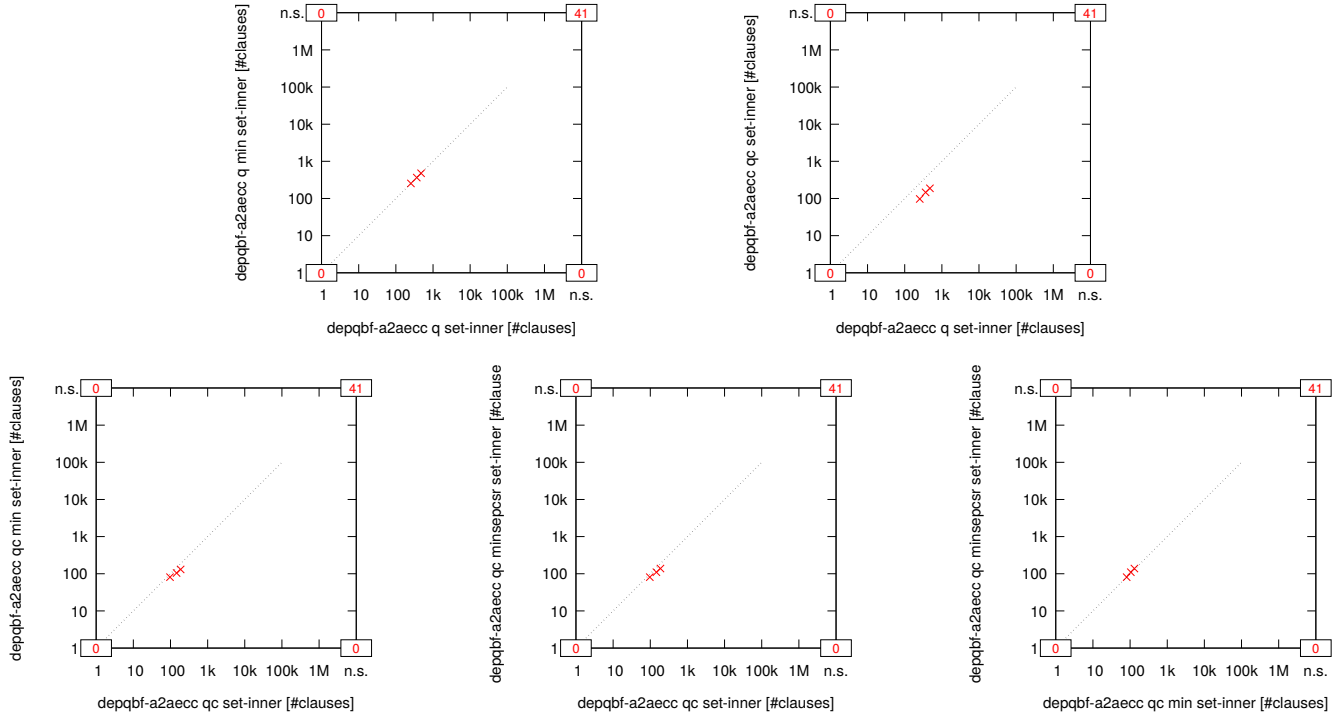 n.s. 0 41
1M
100k
10k
1k
100
10
1 0 0
1 10 100 1k 10k 100k 1M n.s.
depqbf-a2aecc q min set-inner [#clauses]
depqbf-a2aecc q set-inner [#clauses]
n.s. 0 41
1M
100k
10k
1k
100
10
1 0 0
1 10 100 1k 10k 100k 1M n.s.
depqbf-a2aecc qc set-inner [#clauses]
depqbf-a2aecc q set-inner [#clauses]
n.s. 0 41
1M
100k
10k
1k
100
10
1 0 0
1 10 100 1k 10k 100k 1M n.s.
depqbf-a2aecc qc min set-inner [#clauses]
depqbf-a2aecc qc set-inner [#clauses]
n.s. 0 41
1M
100k
10k
1k
100
10
1 0 0
1 10 100 1k 10k 100k 1M n.s.
depqbf-a2aecc qc minsepcsr set-inner [#clause
depqbf-a2aecc qc set-inner [#clauses]
n.s. 0 41
1M
100k
10k
1k
100
10
1 0 0
1 10 100 1k 10k 100k 1M n.s.
depqbf-a2aecc qc minsepcsr set-inner [#clause
depqbf-a2aecc qc min set-inner [#clauses]